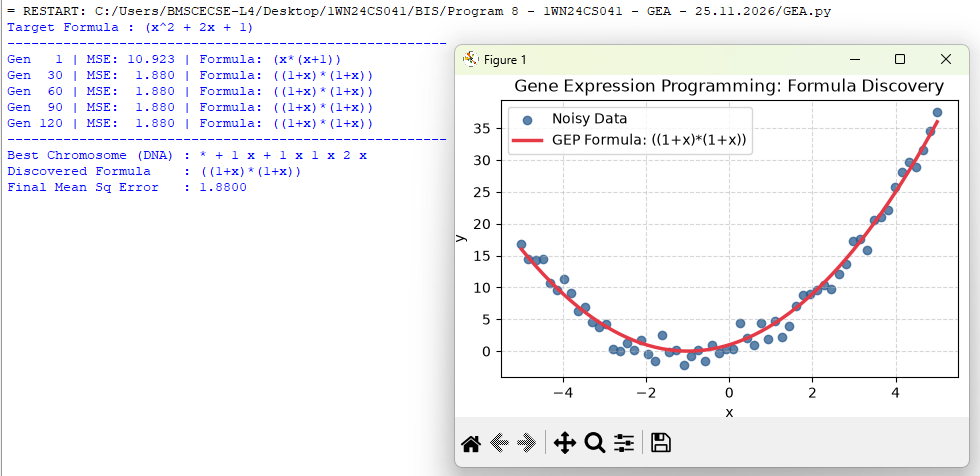 = RESTART: C:/Users/BMSCECSE-L4/Desktop/1WN24CS041/BIS/Program 8 - 1WN24CS041 - GEA - 25.11.2026/GEA.py
Target Formula : (x^2 + 2x + 1)
-------------------------------------------------------
Gen   1 | MSE: 10.923 | Formula: (x*(x+1))
Gen  30 | MSE:  1.880 | Formula: ((1+x)*(1+x))
Gen  60 | MSE:  1.880 | Formula: ((1+x)*(1+x))
Gen  90 | MSE:  1.880 | Formula: ((1+x)*(1+x))
Gen 120 | MSE:  1.880 | Formula: ((1+x)*(1+x))
-------------------------------------------------------
Best Chromosome (DNA) : * + 1 x + 1 x 1 x 2 x
Discovered Formula    : ((1+x)*(1+x))
Final Mean Sq Error   : 1.8800
Figure 1
Gene Expression Programming: Formula Discovery
Noisy Data
GEP Formula: ((1+x)*(1+x))
35
30
25
20
15
10
5
0
y
−4 −2 0 2 4
x